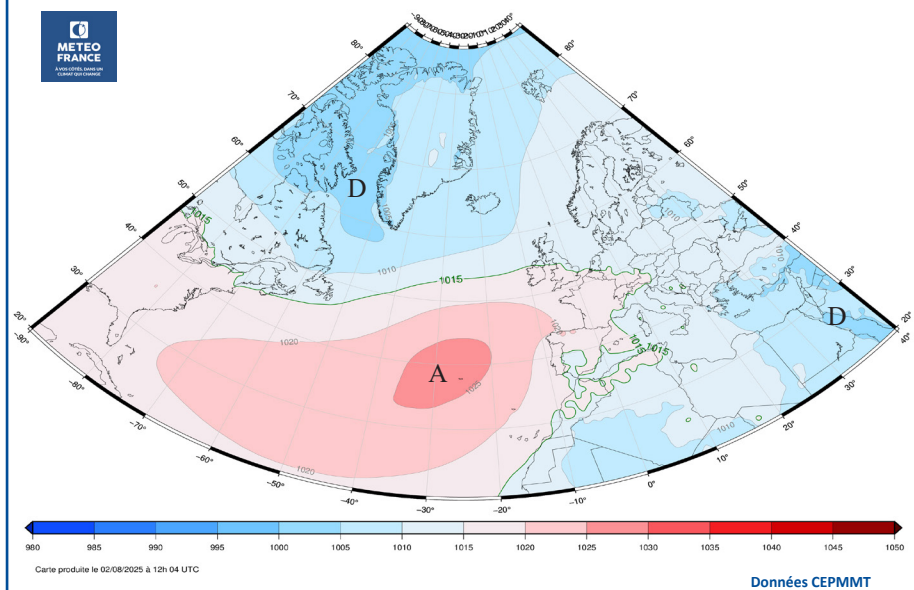 METEO
FRANCE
À VOS CÔTÉS, DANS UN
CLIMAT QUI CHANGE
80° 80°
70° 70°
60° 60°
50° 50°
40° 40°
30° 30°
20° 20°
-90° 40°
-80° 30°
-70° 20°
-60° 10°
-50° 0°
-40° -10°
-30° -20°
D
D
A
1015
1015
1015
1015
1010
1010
1010
1010
1005
1020
1020
1020
1025
980 985 990 995 1000 1005 1010 1015 1020 1025 1030 1035 1040 1045 1050
Carte produite le 02/08/2025 à 12h 04 UTC
Données CEPMMT